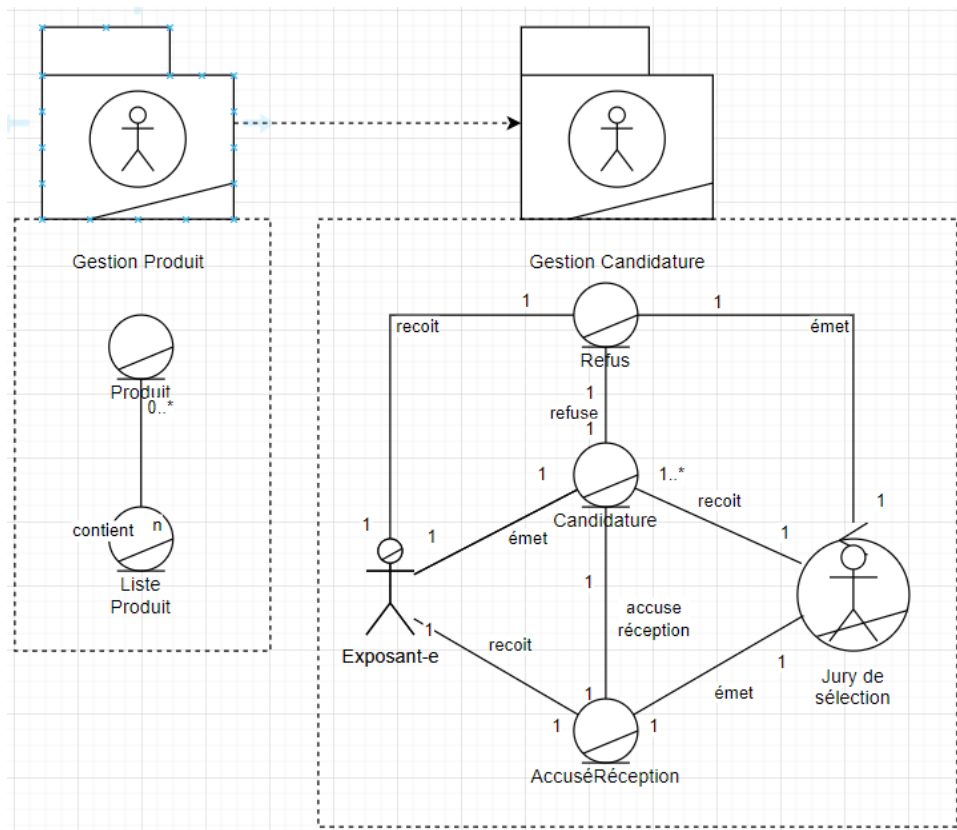 Gestion Produit
Produit
0..*
contient
n
Liste
Produit
Gestion Candidature
1
1
recoit
émet
Refus
1
refuse
1
1
1..*
recoit
Candidature
émet
1
1
1
1
1
accuse
réception
Exposant-e
1
recoit
Jury de
sélection
1
émet
1
1
1
AccuséRéception